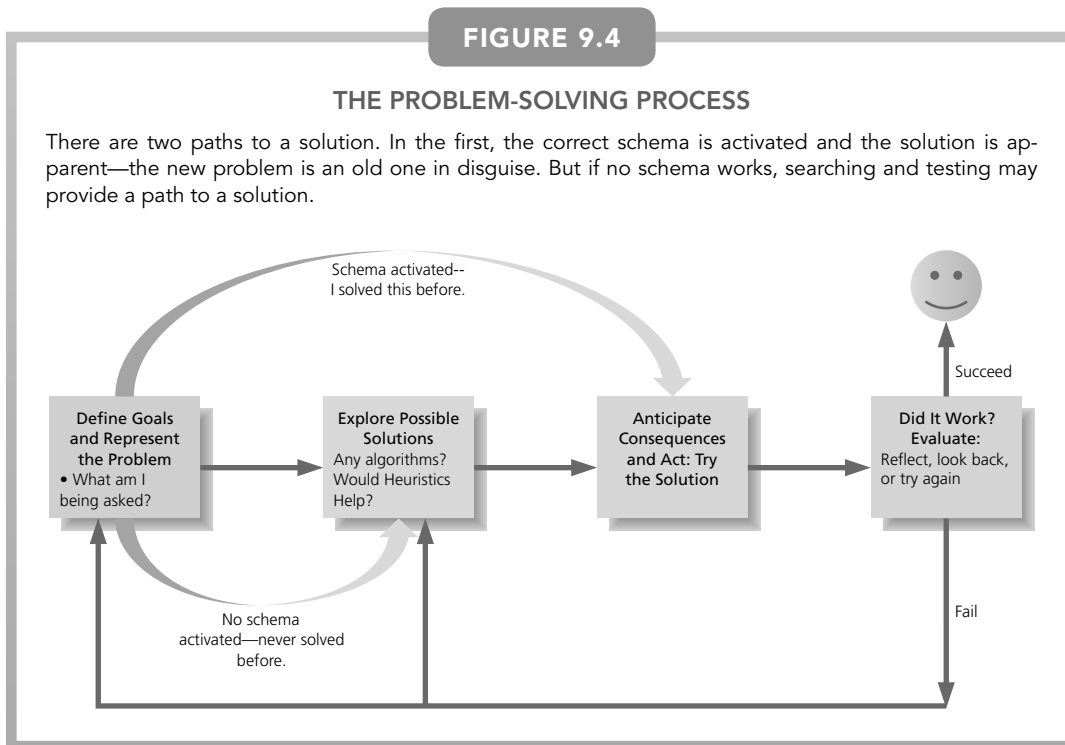 FIGURE 9.4
THE PROBLEM-SOLVING PROCESS
There are two paths to a solution. In the first, the correct schema is activated and the solution is ap-
parent—the new problem is an old one in disguise. But if no schema works, searching and testing may
provide a path to a solution.
Schema activated--
I solved this before.
Succeed
Define Goals
and Represent
the Problem
• What am I
being asked?
Explore Possible
Solutions
Any algorithms?
Would Heuristics
Help?
Anticipate
Consequences
and Act: Try
the Solution
Did It Work?
Evaluate:
Reflect, look back,
or try again
No schema
activated—never solved
before.
Fail